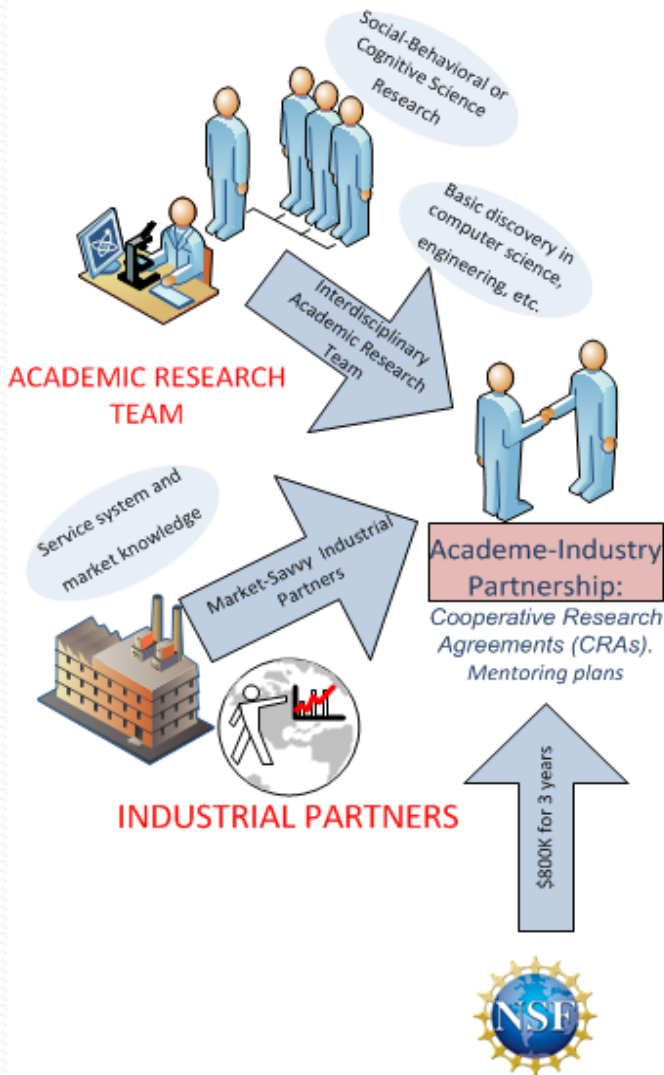 Social-Behavioral or
Cognitive Science
Research
Basic discovery in
computer science,
engineering, etc.
Interdisciplinary
Academic Research
Team
ACADEMIC RESEARCH
TEAM
Service system and
market knowledge
Market-Savvy Industrial
Partners
Academe-Industry
Partnership:
Cooperative Research
Agreements (CRAs).
Mentoring plans
INDUSTRIAL PARTNERS
$800K for 3 years
NSF